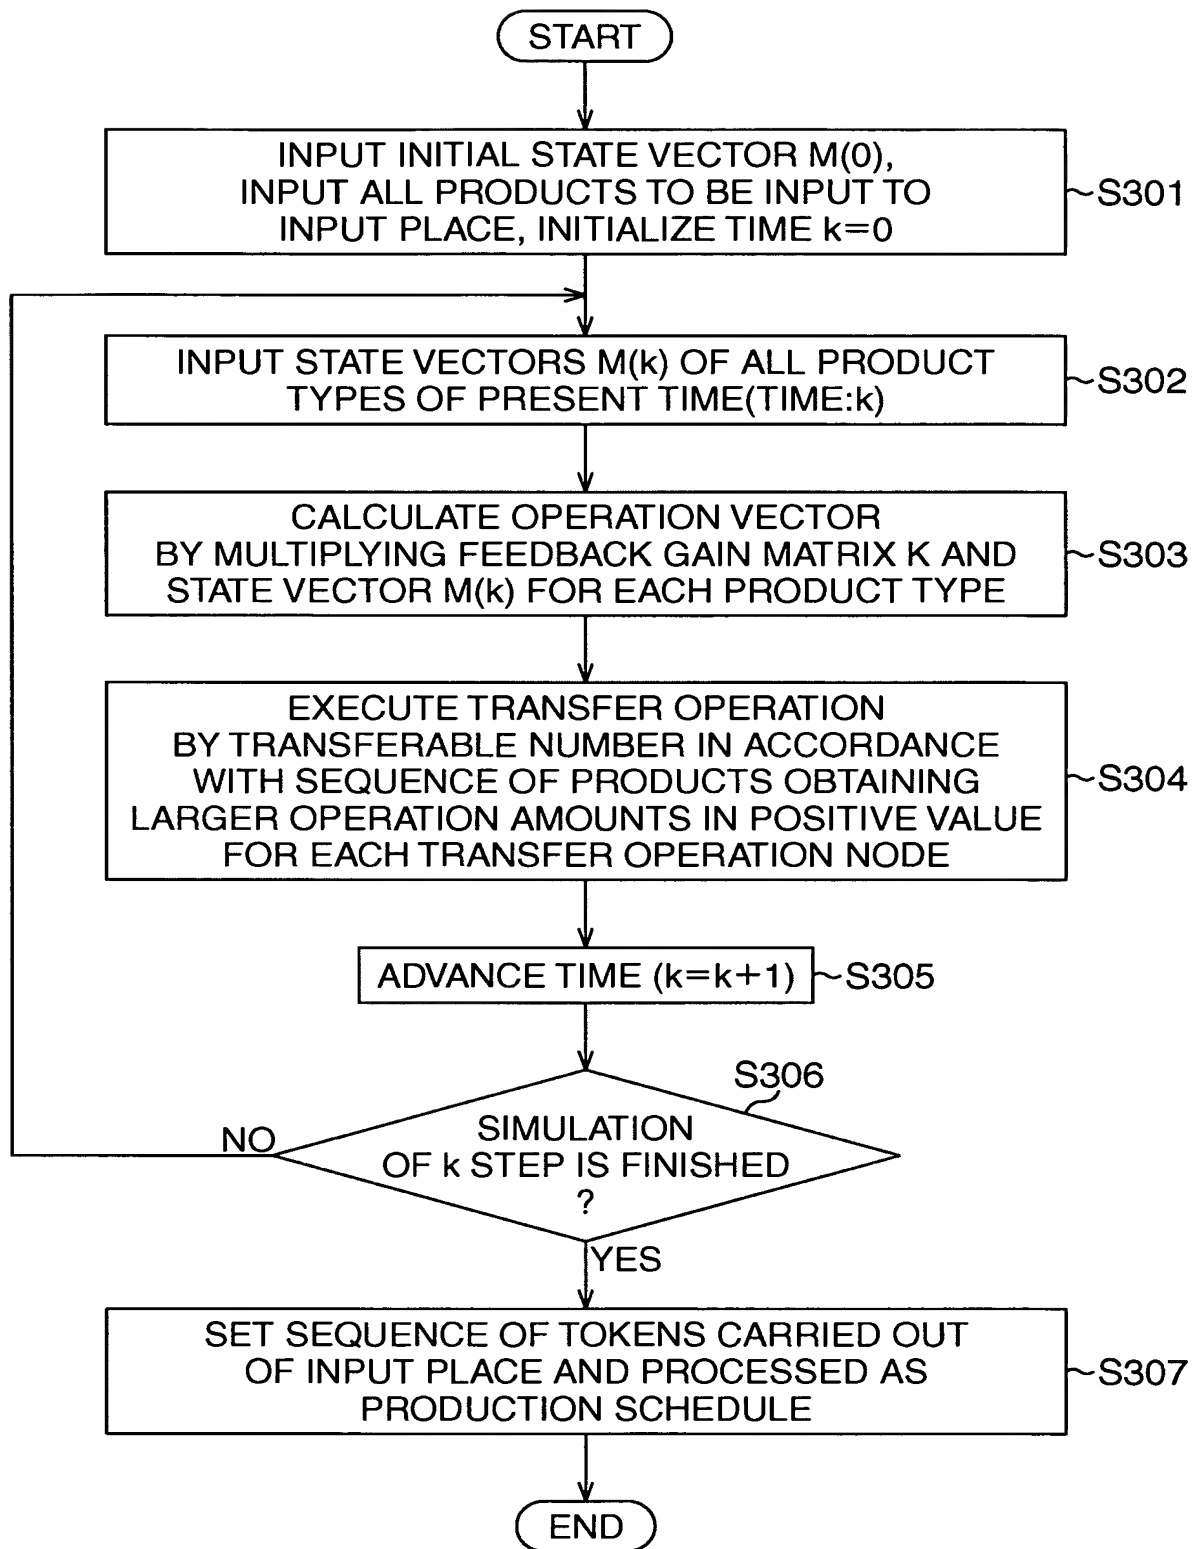 START
INPUT INITIAL STATE VECTOR M(0),
INPUT ALL PRODUCTS TO BE INPUT TO
INPUT PLACE, INITIALIZE TIME k=0
S301
INPUT STATE VECTORS M(k) OF ALL PRODUCT
TYPES OF PRESENT TIME(TIME:k)
S302
CALCULATE OPERATION VECTOR
BY MULTIPLYING FEEDBACK GAIN MATRIX K AND
STATE VECTOR M(k) FOR EACH PRODUCT TYPE
S303
EXECUTE TRANSFER OPERATION
BY TRANSFERABLE NUMBER IN ACCORDANCE
WITH SEQUENCE OF PRODUCTS OBTAINING
LARGER OPERATION AMOUNTS IN POSITIVE VALUE
FOR EACH TRANSFER OPERATION NODE
S304
ADVANCE TIME (k=k+1)
S305
S306
SIMULATION
OF k STEP IS FINISHED
?
NO
YES
SET SEQUENCE OF TOKENS CARRIED OUT
OF INPUT PLACE AND PROCESSED AS
PRODUCTION SCHEDULE
S307
END